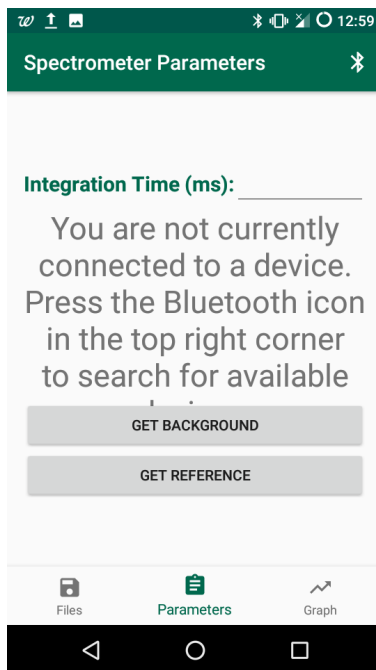 12:59
Spectrometer Parameters
Integration Time (ms):
You are not currently
connected to a device.
Press the Bluetooth icon
in the top right corner
to search for available
GET BACKGROUND
GET REFERENCE
Files Parameters Graph